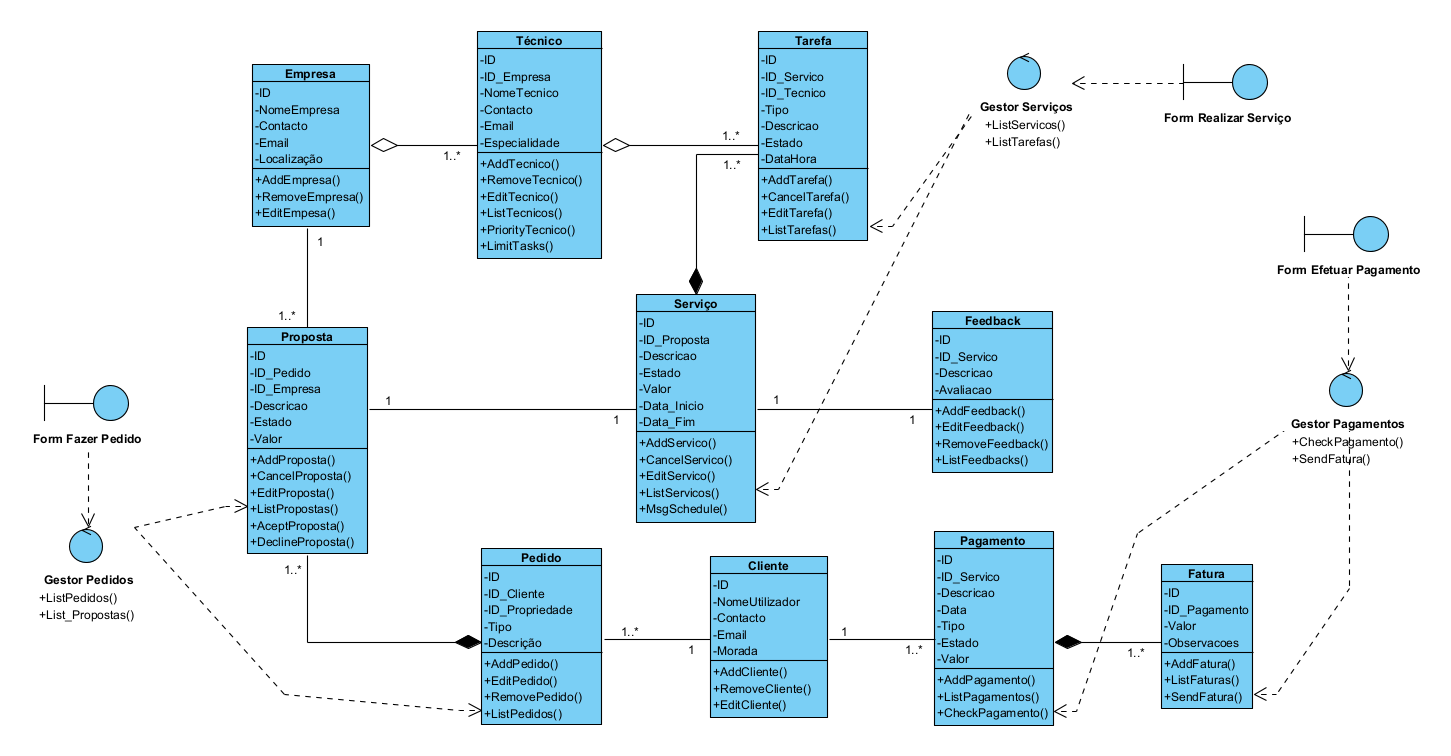 Empresa
-ID
-NomeEmpresa
-Contacto
-Email
-Localização
+AddEmpresa()
+RemoveEmpresa()
+EditEmpesa()
1..*
1
1..*
Técnico
-ID
-ID_Empresa
-NomeTecnico
-Contacto
-Email
-Especialidade
+AddTecnico()
+RemoveTecnico()
+EditTecnico()
+ListTecnicos()
+PriorityTecnico()
+LimitTasks()
1..*
1..*
Tarefa
-ID
-ID_Servico
-ID_Tecnico
-Tipo
-Descricao
-Estado
-DataHora
+AddTarefa()
+CancelTarefa()
+EditTarefa()
+ListTarefas()
Gestor Serviços
+ListServicos()
+ListTarefas()
Form Realizar Serviço
Form Efetuar Pagamento
Form Fazer Pedido
Gestor Pedidos
+ListPedidos()
+List_Propostas()
Proposta
-ID
-ID_Pedido
-ID_Empresa
-Descricao
-Estado
-Valor
+AddProposta()
+CancelProposta()
+EditProposta()
+ListPropostas()
+AceptProposta()
+DeclineProposta()
1
1
1..*
Serviço
-ID
-ID_Proposta
-Descricao
-Estado
-Valor
-Data_Inicio
-Data_Fim
+AddServico()
+CancelServico()
+EditServico()
+ListServicos()
+MsgSchedule()
1
1
Feedback
-ID
-ID_Servico
-Descricao
-Avaliacao
+AddFeedback()
+EditFeedback()
+RemoveFeedback()
+ListFeedbacks()
Gestor Pagamentos
+CheckPagamento()
+SendFatura()
Pedido
-ID
-ID_Cliente
-ID_Propriedade
-Tipo
-Descrição
+AddPedido()
+EditPedido()
+RemovePedido()
+ListPedidos()
1..*
1
Cliente
-ID
-NomeUtilizador
-Contacto
-Email
-Morada
+AddCliente()
+RemoveCliente()
+EditCliente()
1
1..*
Pagamento
-ID
-ID_Servico
-Descricao
-Data
-Tipo
-Estado
-Valor
+AddPagamento()
+ListPagamentos()
+CheckPagamento()
1..*
Fatura
-ID
-ID_Pagamento
-Valor
-Observacoes
+AddFatura()
+ListFaturas()
+SendFatura()